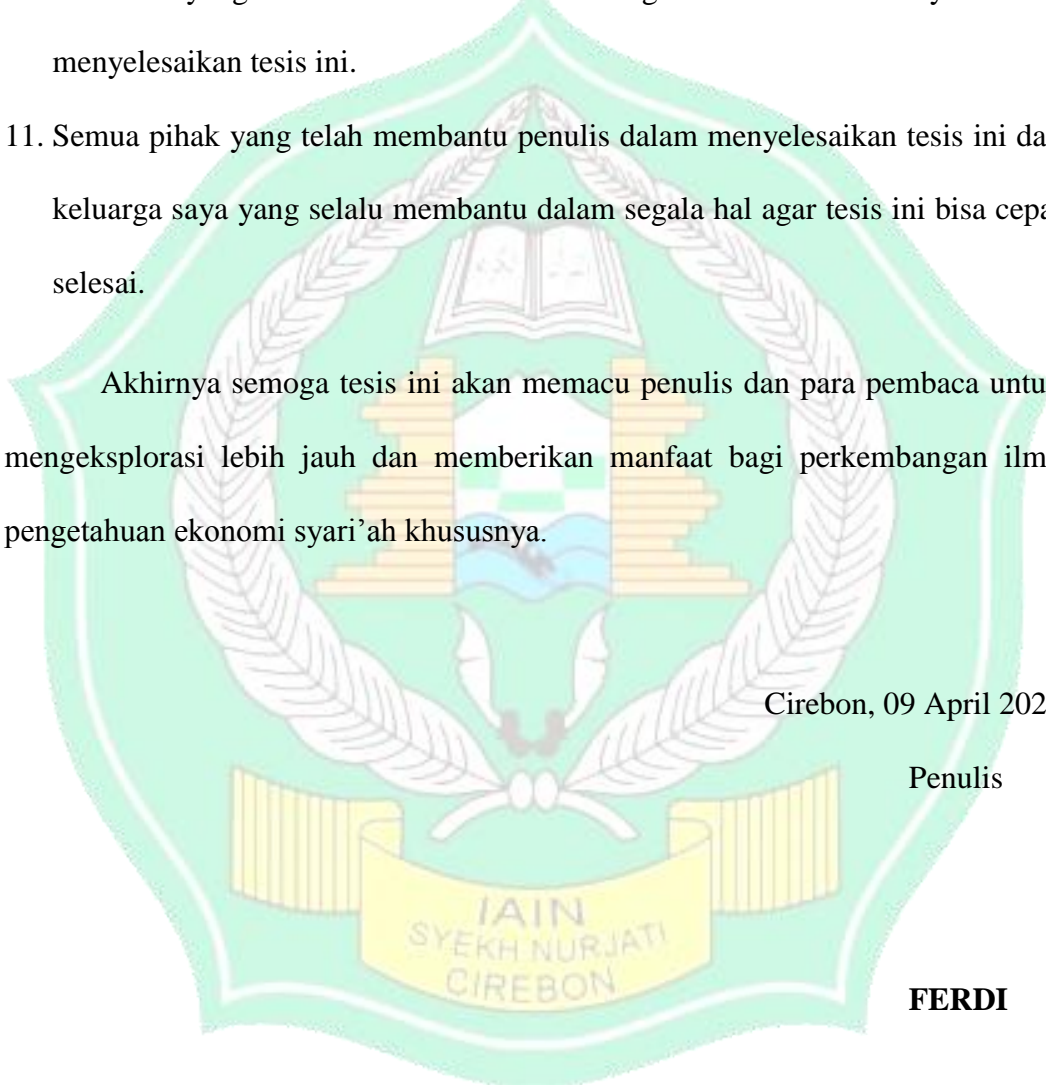 menyelesaikan tesis ini.
11. Semua pihak yang telah membantu penulis dalam menyelesaikan tesis ini da
keluarga saya yang selalu membantu dalam segala hal agar tesis ini bisa cepa
selesai.
Akhirnya semoga tesis ini akan memacu penulis dan para pembaca untu
mengeksplorasi lebih jauh dan memberikan manfaat bagi perkembangan ilm
pengetahuan ekonomi syari’ah khususnya.
Cirebon, 09 April 202
Penulis
IAIN
SYEKH NURJATI
CIREBON
FERDI